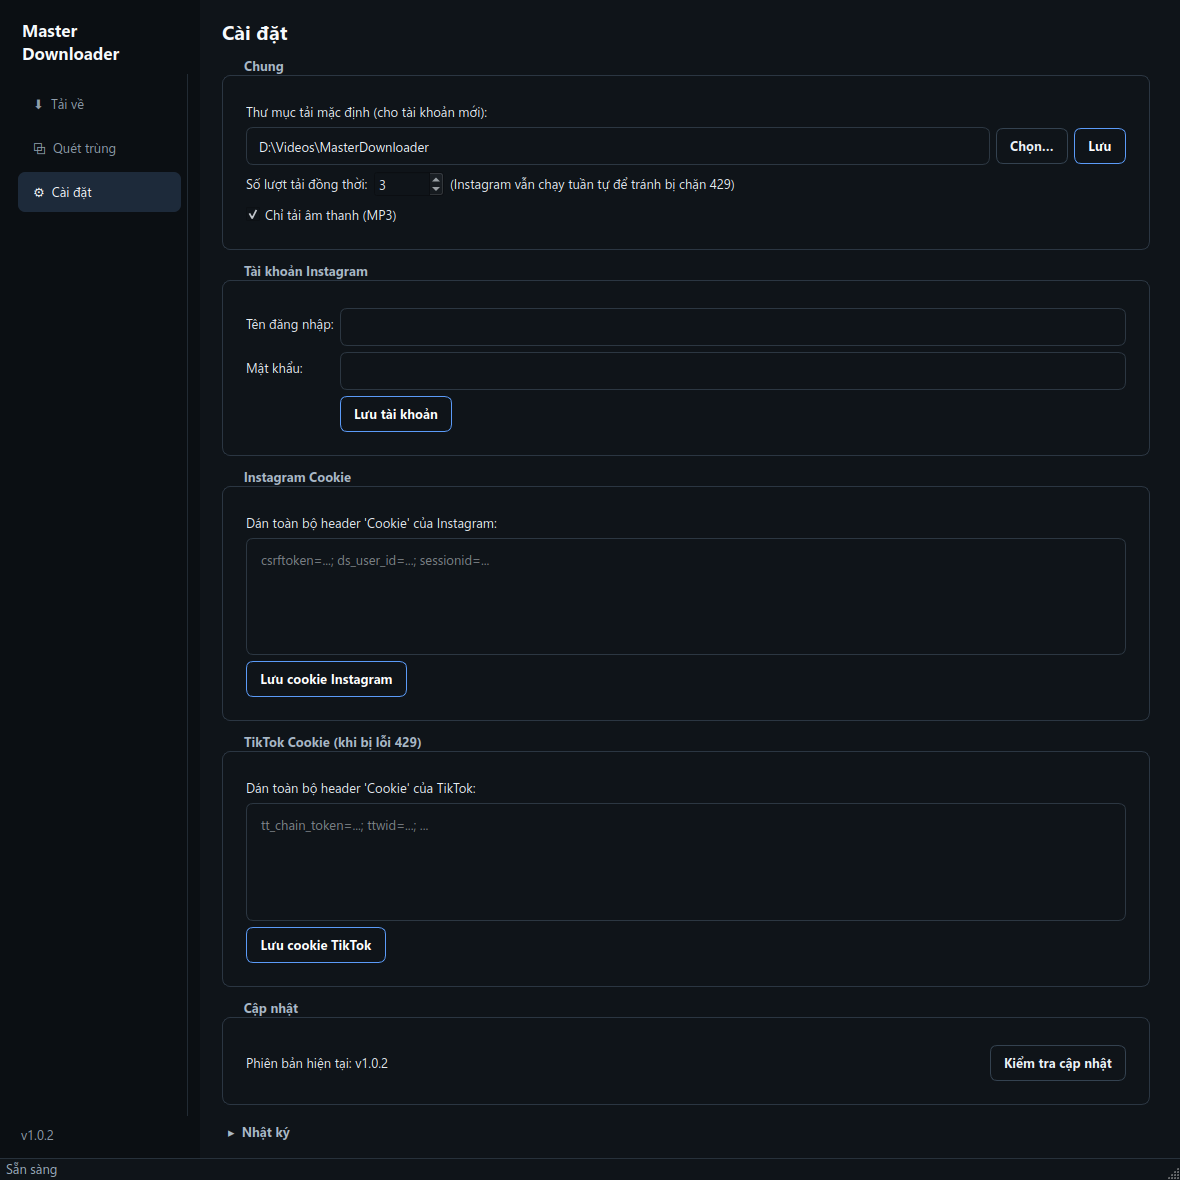 Master
Downloader
Tải về
Quét trùng
Cài đặt
v1.0.2
Cài đặt
Chung
Thư mục tải mặc định (cho tài khoản mới):
D:\Videos\MasterDownloader
Chọn...
Lưu
Số lượt tải đồng thời: 3 (Instagram vẫn chạy tuần tự để tránh bị chặn 429)
Chỉ tải âm thanh (MP3)
Tài khoản Instagram
Tên đăng nhập:
Mật khẩu:
Lưu tài khoản
Instagram Cookie
Dán toàn bộ header 'Cookie' của Instagram:
csrftoken=...; ds_user_id=...; sessionid=...
Lưu cookie Instagram
TikTok Cookie (khi bị lỗi 429)
Dán toàn bộ header 'Cookie' của TikTok:
tt_chain_token=...; ttwid=...; ...
Lưu cookie TikTok
Cập nhật
Phiên bản hiện tại: v1.0.2
Kiểm tra cập nhật
Nhật ký
Sẵn sàng